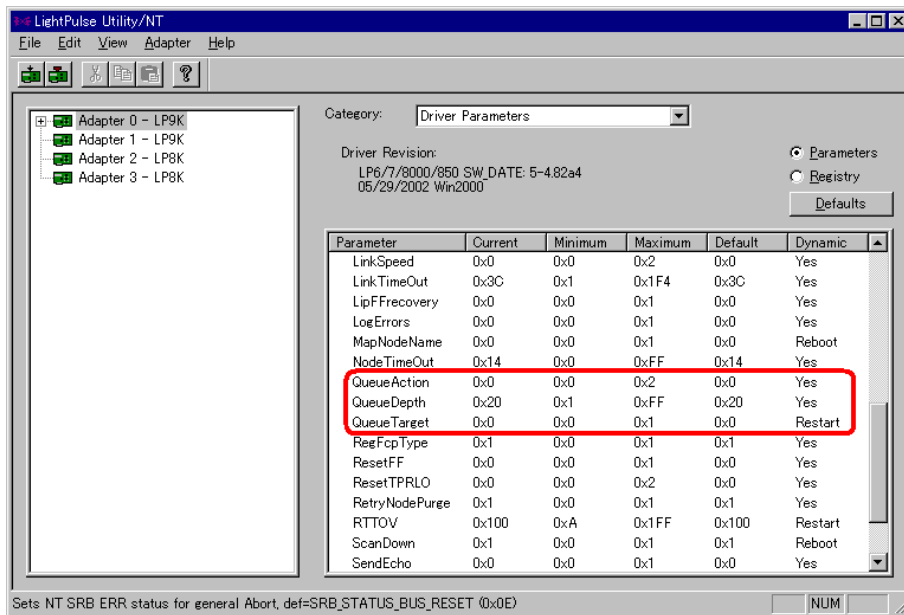 LightPulse Utility/NT
File Edit View Adapter Help
Adapter 0 - LP9K
Adapter 1 - LP9K
Adapter 2 - LP8K
Adapter 3 - LP8K
Category: Driver Parameters
Driver Revision:
LP6/7/8000/850 SW_DATE: 5-4.82a4
05/29/2002 Win2000
Parameters
Registry
Defaults
Parameter Current Minimum Maximum Default Dynamic
LinkSpeed 0x0 0x0 0x2 0x0 Yes
LinkTimeOut 0x3C 0x1 0x1F4 0x3C Yes
LipFFrecovery 0x0 0x0 0x1 0x0 Yes
LogErrors 0x0 0x0 0x1 0x0 Yes
MapNodeName 0x0 0x0 0x1 0x0 Reboot
NodeTimeOut 0x14 0x0 0xFF 0x14 Yes
QueueAction 0x0 0x0 0x2 0x0 Yes
QueueDepth 0x20 0x1 0xFF 0x20 Yes
QueueTarget 0x0 0x0 0x1 0x0 Restart
RegFcpType 0x1 0x0 0x1 0x1 Yes
ResetFF 0x0 0x0 0x1 0x0 Yes
ResetTPRLO 0x0 0x0 0x2 0x0 Yes
RetryNodePurge 0x1 0x0 0x1 0x1 Yes
RTTOV 0x100 0xA 0x1FF 0x100 Restart
ScanDown 0x1 0x0 0x1 0x1 Reboot
SendEcho 0x0 0x0 0x1 0x0 Yes
Sets NT SRB ERR status for general Abort, def=SRB_STATUS_BUS_RESET (0x0E)
NUM